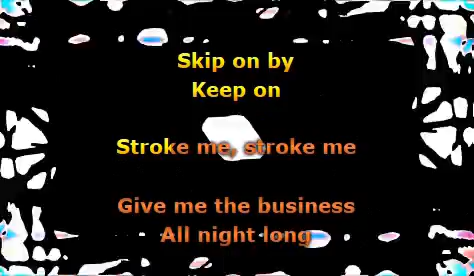 Skip on by
Keep on
Stroke me, stroke me
Give me the business
All night long